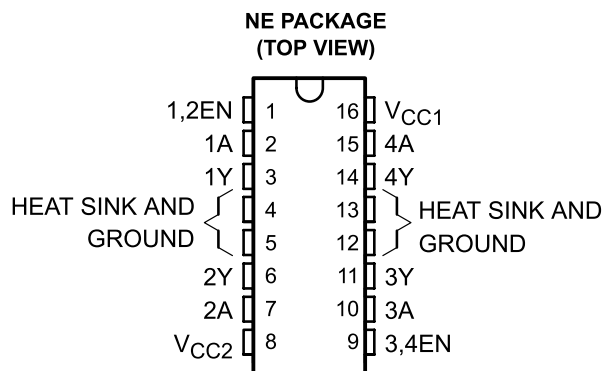 NE PACKAGE
(TOP VIEW)
1,2EN 1 16 VCC1
1A 2 15 4A
1Y 3 14 4Y
HEAT SINK AND 4 13 HEAT SINK AND
GROUND 5 12 GROUND
2Y 6 11 3Y
2A 7 10 3A
VCC2 8 9 3,4EN